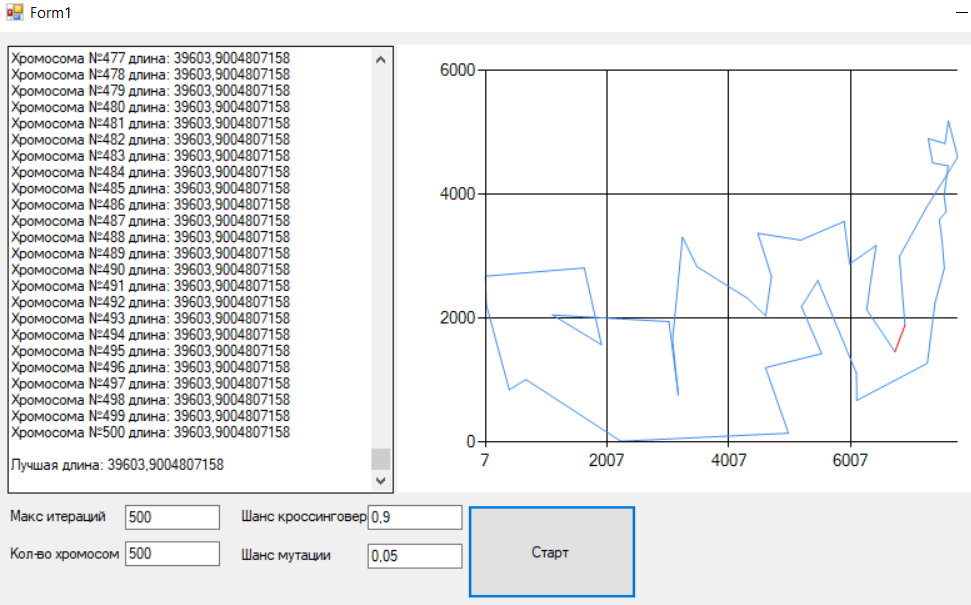 Form1
Хромосома №477 длина: 39603,9004807158
Хромосома №478 длина: 39603,9004807158
Хромосома №479 длина: 39603,9004807158
Хромосома №480 длина: 39603,9004807158
Хромосома №481 длина: 39603,9004807158
Хромосома №482 длина: 39603,9004807158
Хромосома №483 длина: 39603,9004807158
Хромосома №484 длина: 39603,9004807158
Хромосома №485 длина: 39603,9004807158
Хромосома №486 длина: 39603,9004807158
Хромосома №487 длина: 39603,9004807158
Хромосома №488 длина: 39603,9004807158
Хромосома №489 длина: 39603,9004807158
Хромосома №490 длина: 39603,9004807158
Хромосома №491 длина: 39603,9004807158
Хромосома №492 длина: 39603,9004807158
Хромосома №493 длина: 39603,9004807158
Хромосома №494 длина: 39603,9004807158
Хромосома №495 длина: 39603,9004807158
Хромосома №496 длина: 39603,9004807158
Хромосома №497 длина: 39603,9004807158
Хромосома №498 длина: 39603,9004807158
Хромосома №499 длина: 39603,9004807158
Хромосома №500 длина: 39603,9004807158
Лучшая длина: 39603,9004807158
6000
4000
2000
0
7 2007 4007 6007
Макс итераций 500 Шанс кроссинговер 0,9
Кол-во хромосом 500 Шанс мутации 0,05
Старт